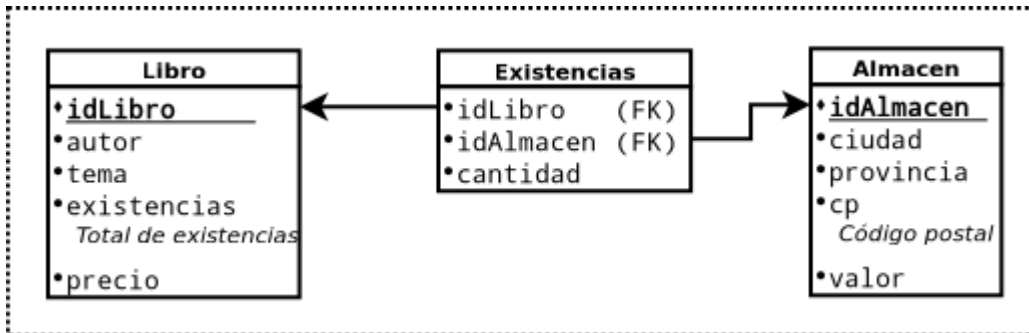 Libro
idLibro
autor
tema
existencias
Total de existencias
precio
Existencias
idLibro (FK)
idAlmacen (FK)
cantidad
Almacen
idAlmacen
ciudad
provincia
cp
Código postal
valor